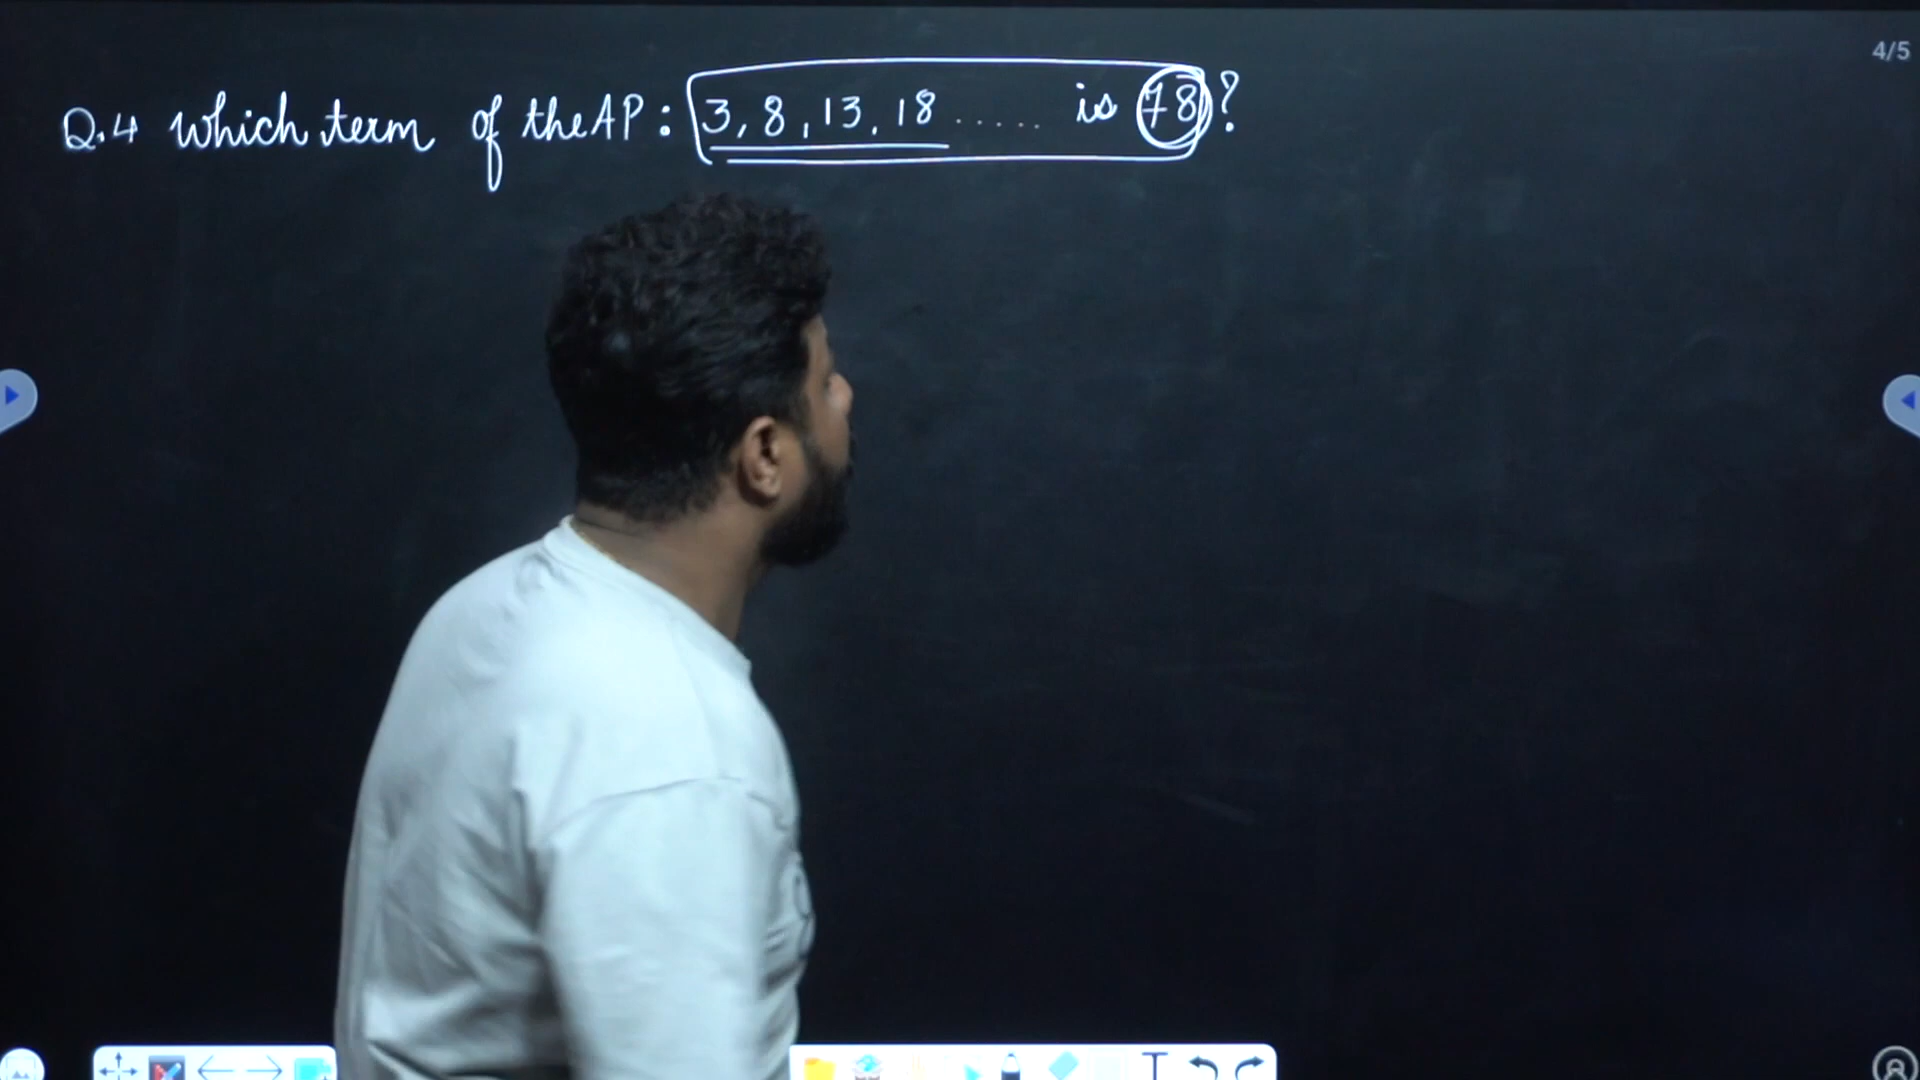 4/5
Q.4 which term of the AP: 3, 8, 13, 18 ..... is 78?
T